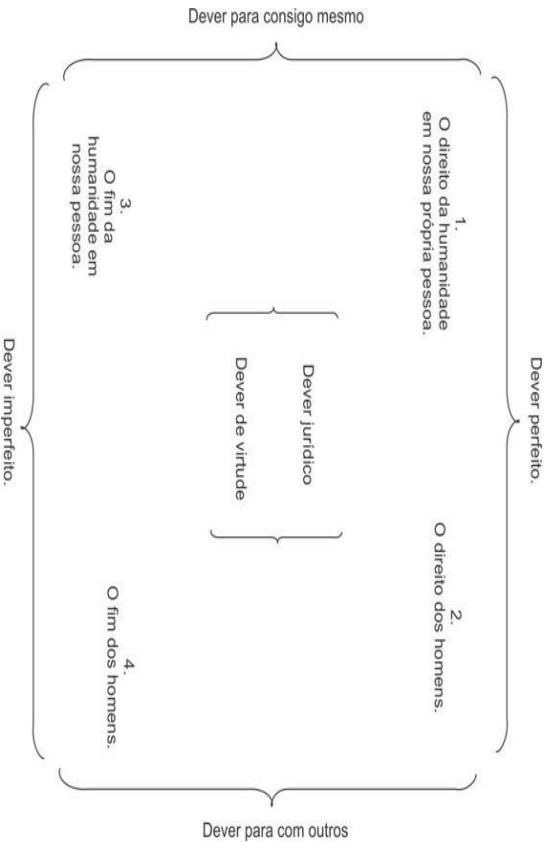 Dever para consigo mesmo
Dever perfeito.
1.
O direito da humanidade
em nossa própria pessoa.
2.
O direito dos homens.
Dever jurídico
Dever de virtude
3.
O fim da
humanidade em
nossa pessoa.
4.
O fim dos homens.
Dever imperfeito.
Dever para com outros